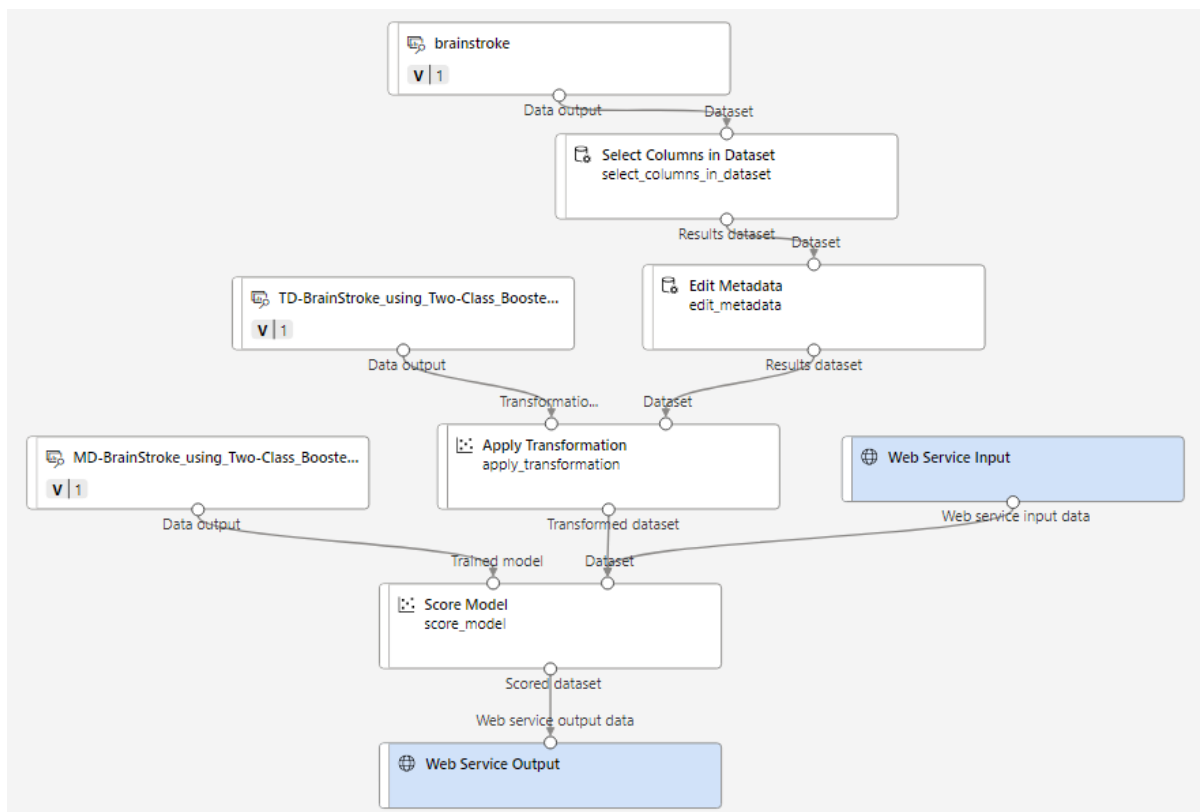 brainstroke
V 1
Data output
Dataset
Select Columns in Dataset
select_columns_in_dataset
Results dataset
Dataset
Edit Metadata
edit_metadata
TD-BrainStroke_using_Two-Class_Booste...
V 1
Data output
Results dataset
Transformatio...
Dataset
Apply Transformation
apply_transformation
MD-BrainStroke_using_Two-Class_Booste...
V 1
Web Service Input
Data output
Transformed dataset
Web service input data
Trained model
Dataset
Score Model
score_model
Scored dataset
Web service output data
Web Service Output